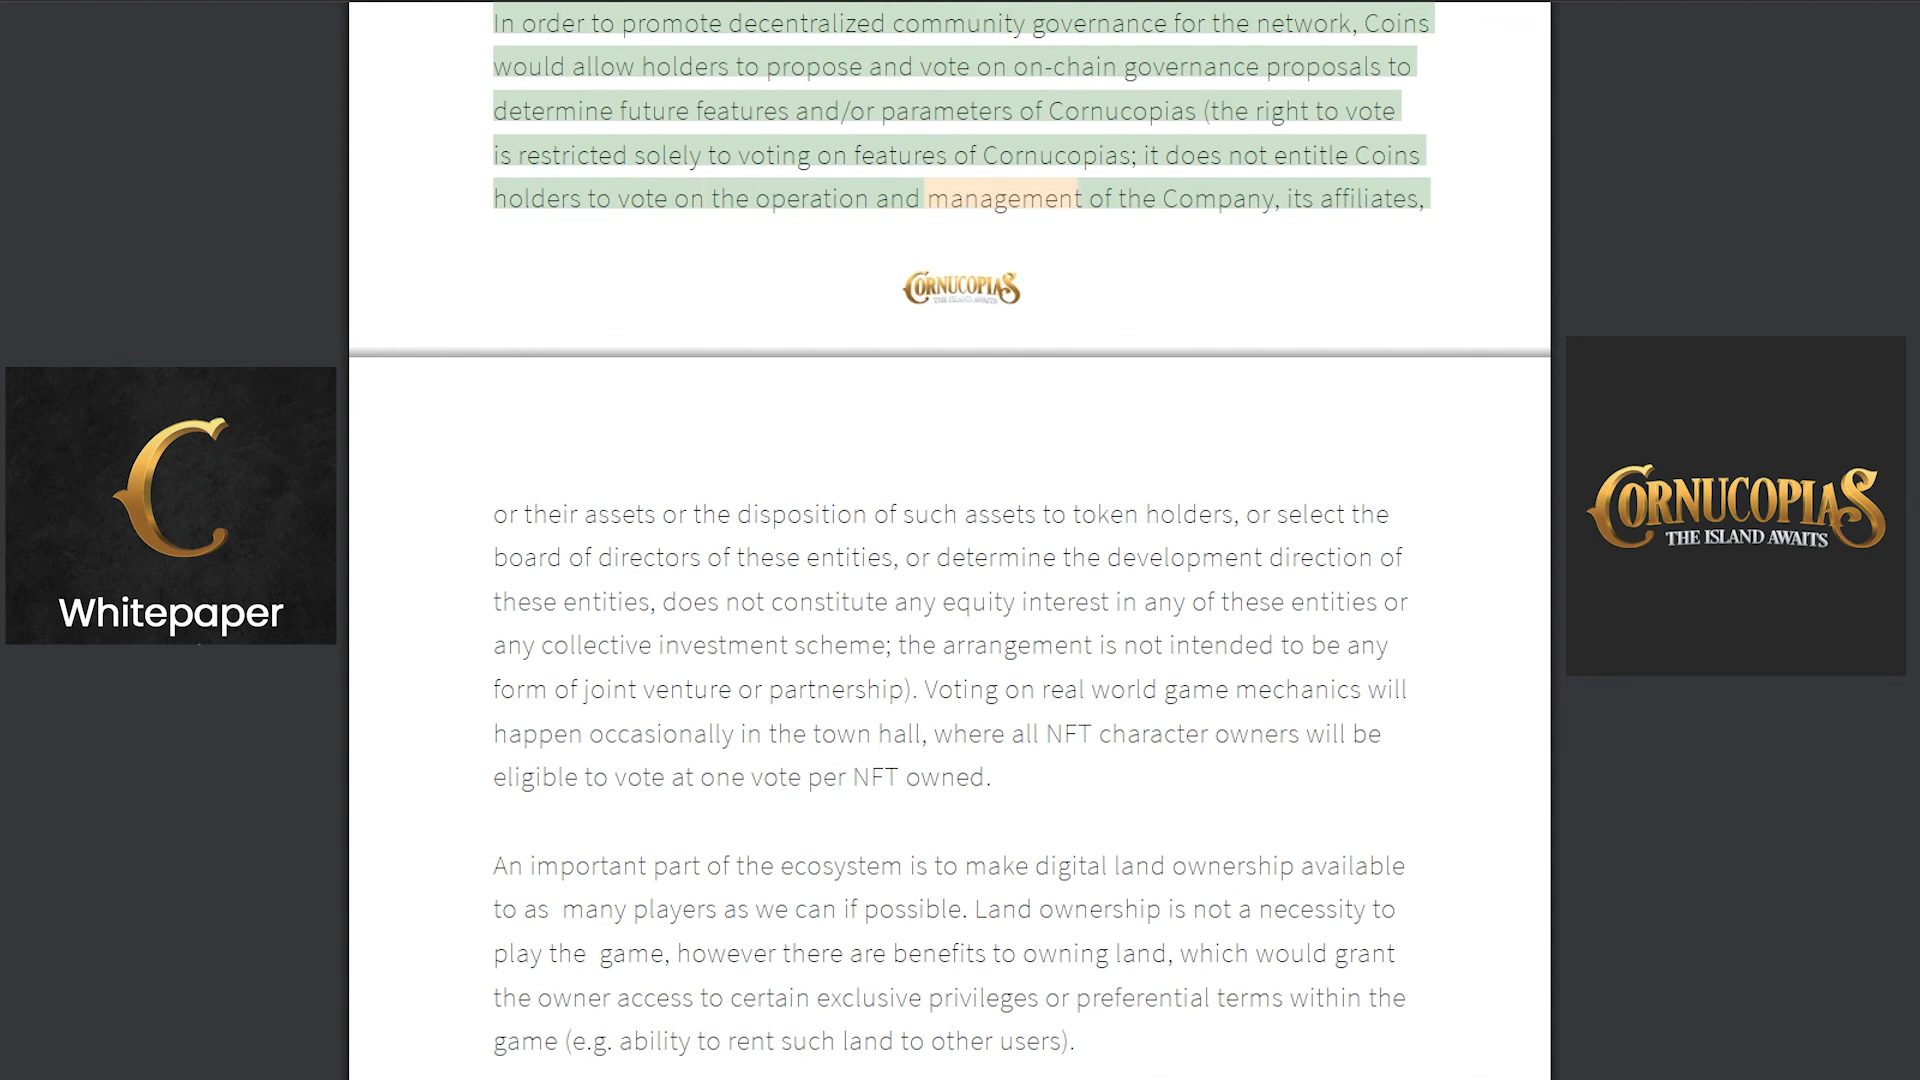 In order to promote decentralized community governance for the network, Coins
would allow holders to propose and vote on on-chain governance proposals to
determine future features and/or parameters of Cornucopias (the right to vote
is restricted solely to voting on features of Cornucopias; it does not entitle Coins
holders to vote on the operation and management of the Company, its affiliates,
CORNUCOPIAS
THE ISLAND AWAITS
C
Whitepaper
CORNUCOPIAS
THE ISLAND AWAITS
or their assets or the disposition of such assets to token holders, or select the
board of directors of these entities, or determine the development direction of
these entities, does not constitute any equity interest in any of these entities or
any collective investment scheme; the arrangement is not intended to be any
form of joint venture or partnership). Voting on real world game mechanics will
happen occasionally in the town hall, where all NFT character owners will be
eligible to vote at one vote per NFT owned.
An important part of the ecosystem is to make digital land ownership available
to as  many players as we can if possible. Land ownership is not a necessity to
play the  game, however there are benefits to owning land, which would grant
the owner access to certain exclusive privileges or preferential terms within the
game (e.g. ability to rent such land to other users).